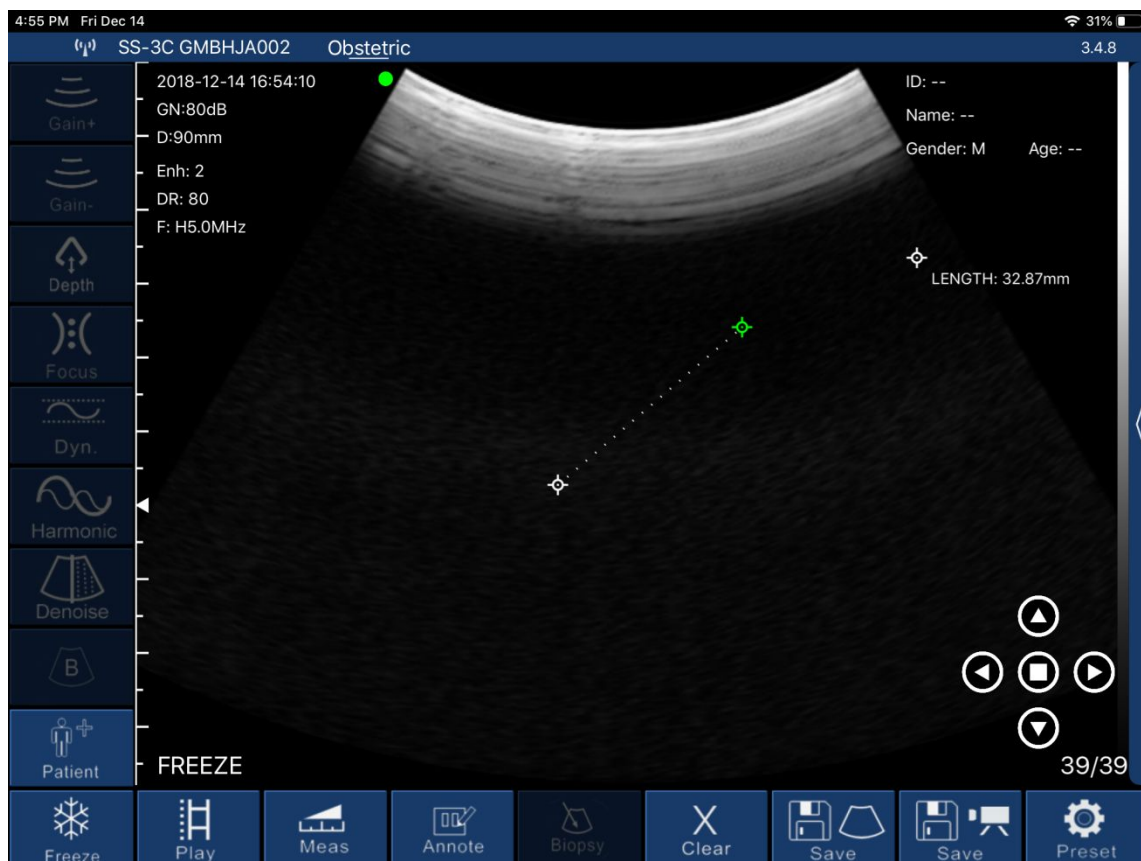 4:55 PM Fri Dec 14
31%
SS-3C GMBHJA002 Obstetric 3.4.8
2018-12-14 16:54:10
GN:80dB
D:90mm
Enh: 2
DR: 80
F: H5.0MHz
ID: --
Name: --
Gender: M Age: --
LENGTH: 32.87mm
Gain+
Gain-
Depth
Focus
Dyn.
Harmonic
Denoise
B
Patient
FREEZE
39/39
Freeze
Play
Meas
Annote
Biopsy
X
Clear
Save
Save
Preset